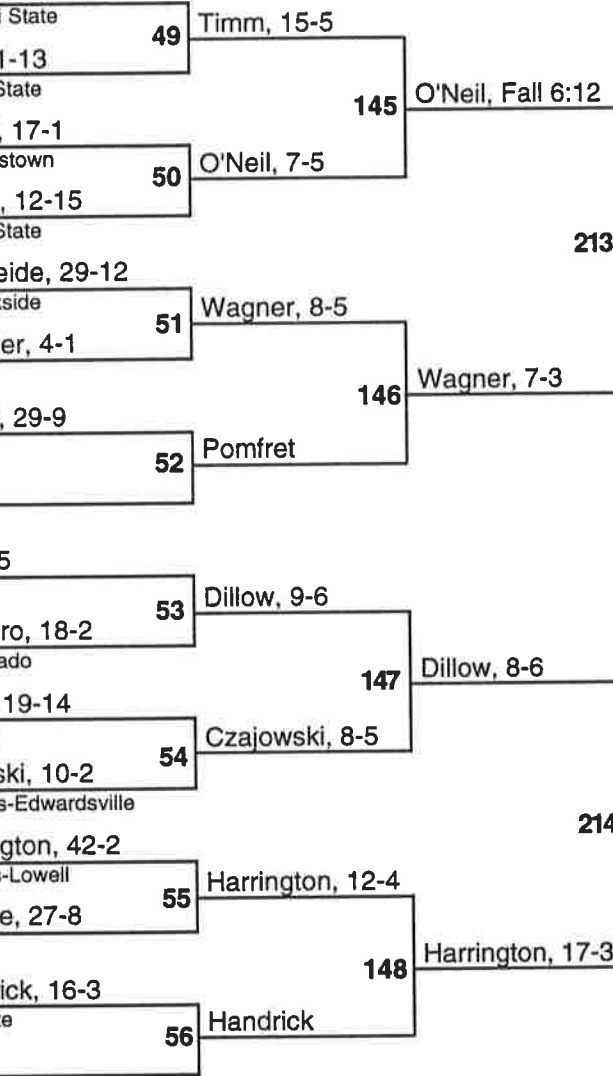 State
49
Timm, 15-5
1-13
State
145
O'Neil, Fall 6:12
, 17-1
stown
50
O'Neil, 7-5
, 12-15
State
213
eide, 29-12
kside
51
Wagner, 8-5
er, 4-1
146
Wagner, 7-3
, 29-9
52
Pomfret
5
53
Dillow, 9-6
ro, 18-2
ado
147
Dillow, 8-6
19-14
54
Czajowski, 8-5
ski, 10-2
s-Edwardsville
214
gton, 42-2
-Lowell
55
Harrington, 12-4
e, 27-8
148
Harrington, 17-3
ick, 16-3
te
56
Handrick